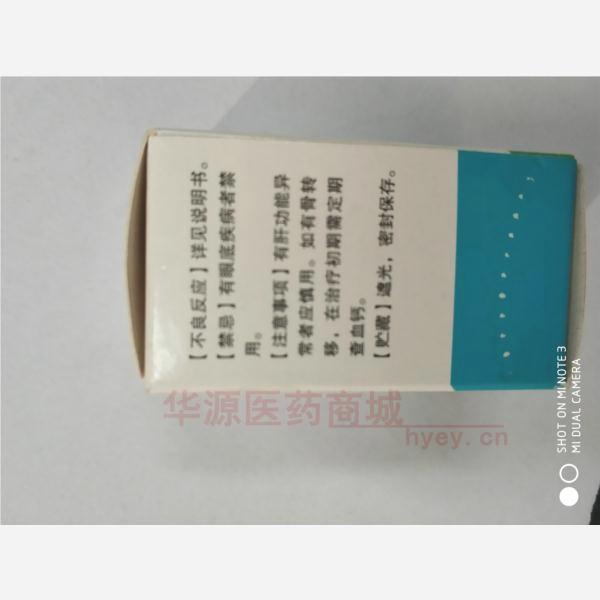 【不良反应】详见说明书。
【禁忌】有眼底疾病者禁
用。
【注意事项】有肝功能异
常者应慎用。如有骨转
移，在治疗初期需定期
查血钙。
【贮藏】遮光，密封保存。
华源医药商城
hyey.cn
SHOT ON MI NOTE 3
MI DUAL CAMERA